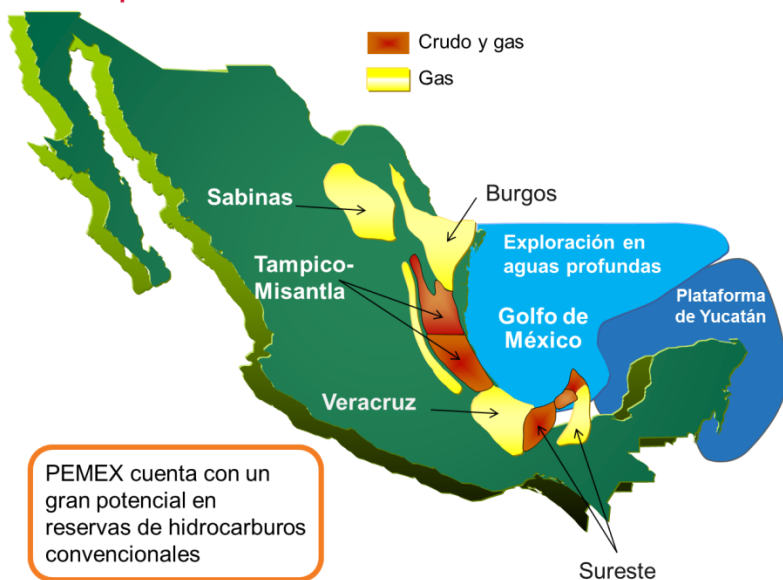 Crudo y gas
Gas
Sabinas
Burgos
Exploración en
aguas profundas
Tampico-
Misantla
Plataforma
de Yucatán
Golfo de
México
Veracruz
PEMEX cuenta con un
gran potencial en
reservas de hidrocarburos
convencionales
Sureste